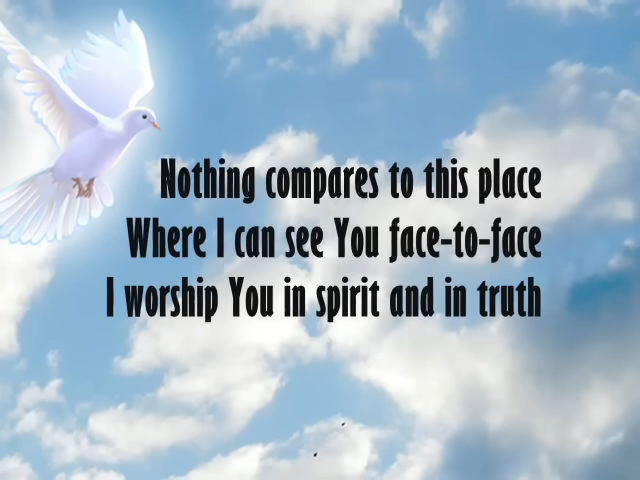 Nothing compares to this place
Where I can see You face-to-face
I worship You in spirit and in truth